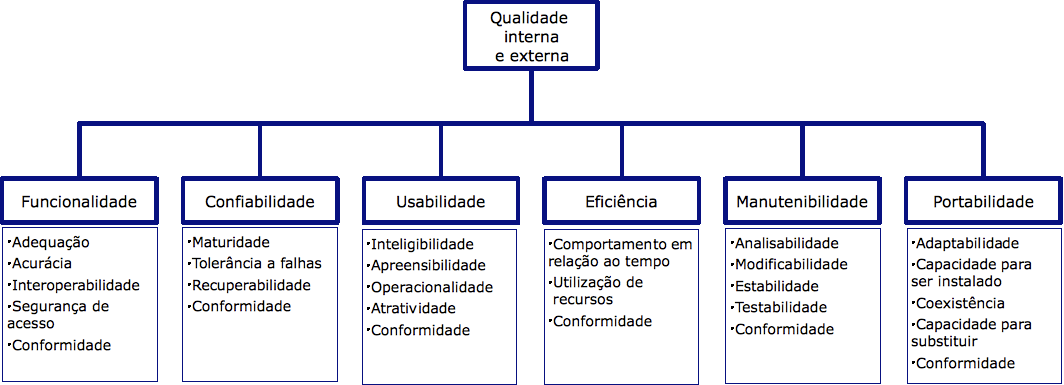 Qualidade
interna
e externa
Funcionalidade
·Adequação
·Acurácia
·Interoperabilidade
·Segurança de
acesso
·Conformidade
Confiabilidade
·Maturidade
·Tolerância a falhas
·Recuperabilidade
·Conformidade
Usabilidade
·Inteligibilidade
·Apreensibilidade
·Operacionalidade
·Atratividade
·Conformidade
Eficiência
·Comportamento em
relação ao tempo
·Utilização de
recursos
·Conformidade
Manutenibilidade
·Analisabilidade
·Modificabilidade
·Estabilidade
·Testabilidade
·Conformidade
Portabilidade
·Adaptabilidade
·Capacidade para
ser instalado
·Coexistência
·Capacidade para
substituir
·Conformidade